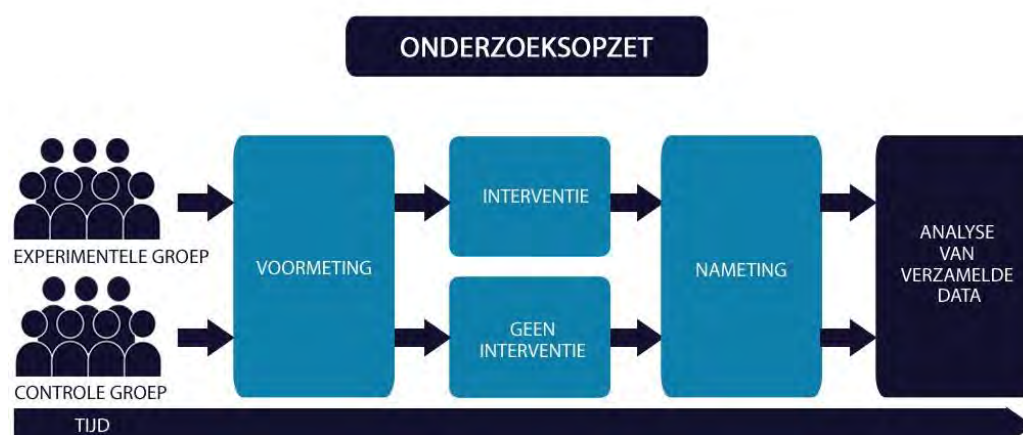 ONDERZOEKSOPZET
EXPERIMENTELE GROEP
CONTROLE GROEP
VOORMETING
INTERVENTIE
GEEN
INTERVENTIE
NAMETING
ANALYSE
VAN
VERZAMELDE
DATA
TIJD